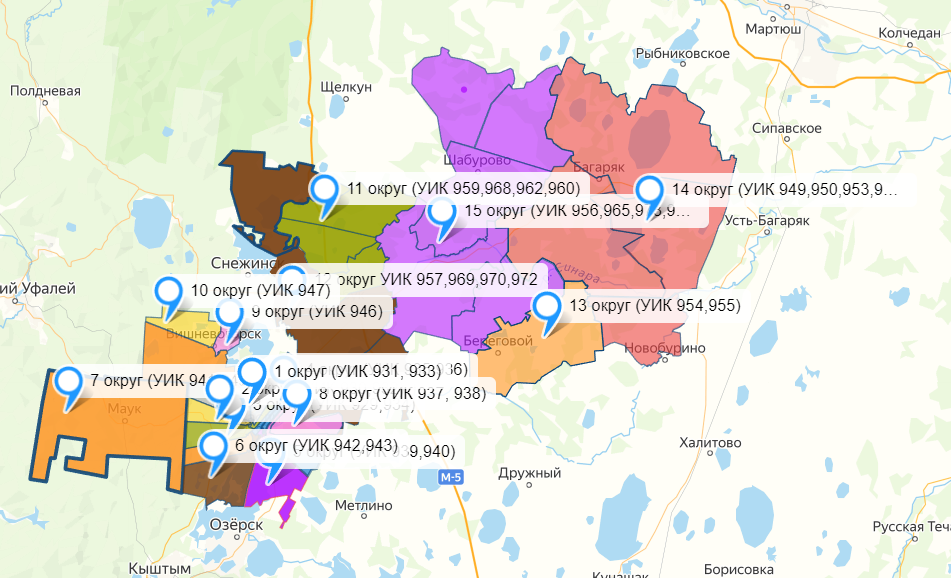 Мартюш
Колчедан
Рыбниковское
Полдневая
Щелкун
Сипавское
Шабурово
Багаряк
11 округ (УИК 959,968,962,960)
14 округ (УИК 949,950,953,9…
15 округ (УИК 956,965,
Усть-Багаряк
Снежинс
ий Уфалей
округ УИК 957,969,970,972
10 округ (УИК 947)
13 округ (УИК 954,955)
9 округ (УИК 946)
Вишневогорск
Береговой
Новобурино
1 округ (УИК 931, 933)
7 округ (УИК 94
8 округ (УИК 937, 938)
Маук
6 округ (УИК 942,943)
,940)
Халитово
М-5
Дружный
Метлино
Озёрск
Русская Теча
Кыштым
Борисовка
Кунашак